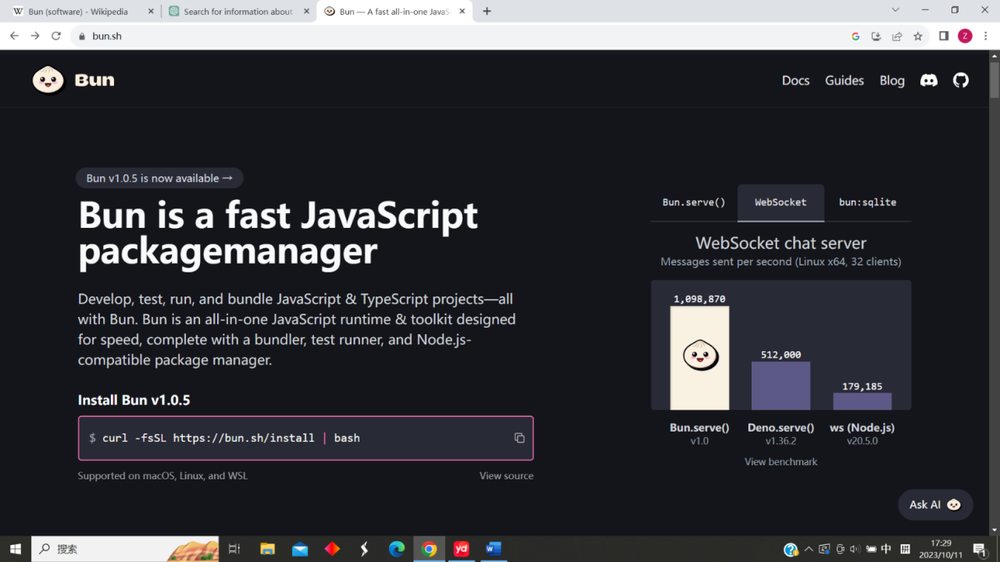 Bun (software) - Wikipedia
Search for information about
Bun — A fast all-in-one JavaS
bun.sh
Z
Bun
Docs Guides Blog
Bun v1.0.5 is now available →
Bun is a fast JavaScript
packagemanager
Develop, test, run, and bundle JavaScript & TypeScript projects—all
with Bun. Bun is an all-in-one JavaScript runtime & toolkit designed
for speed, complete with a bundler, test runner, and Node.js-
compatible package manager.
Install Bun v1.0.5
$ curl -fsSL https://bun.sh/install | bash
Supported on macOS, Linux, and WSL
View source
Bun.serve() WebSocket bun:sqlite
WebSocket chat server
Messages sent per second (Linux x64, 32 clients)
1,098,870
512,000
179,185
Bun.serve() Deno.serve() ws (Node.js)
v1.0 v1.36.2 v20.5.0
View benchmark
Ask AI
搜索
yd
中
17:29
2023/10/11
1